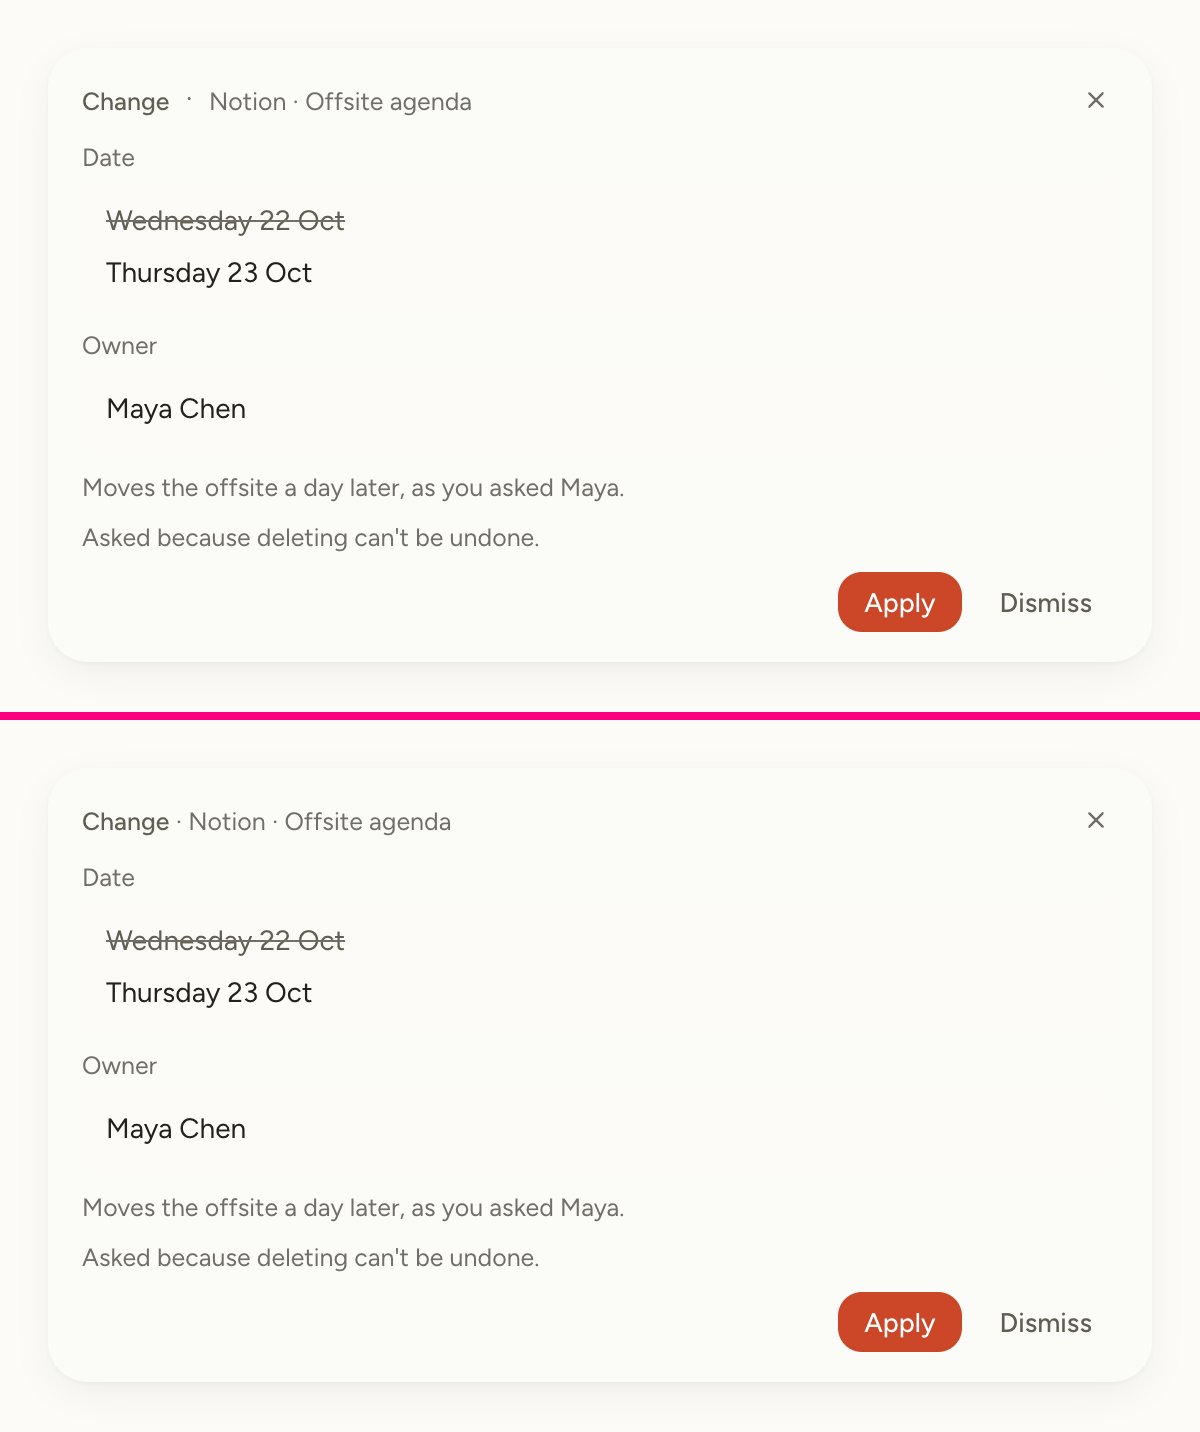 Change · Notion · Offsite agenda
Date
Wednesday 22 Oct
Thursday 23 Oct
Owner
Maya Chen
Moves the offsite a day later, as you asked Maya.
Asked because deleting can't be undone.
Apply Dismiss
Change · Notion · Offsite agenda
Date
Wednesday 22 Oct
Thursday 23 Oct
Owner
Maya Chen
Moves the offsite a day later, as you asked Maya.
Asked because deleting can't be undone.
Apply Dismiss